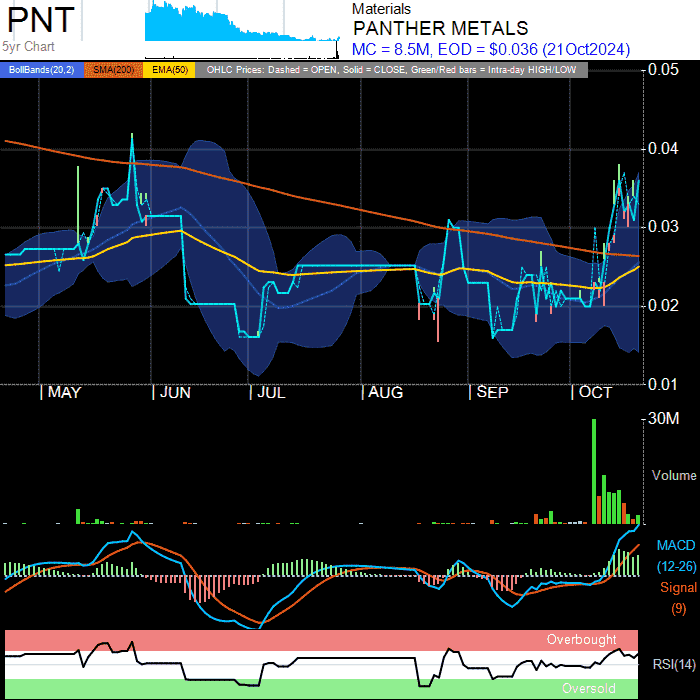 PNT
5yr Chart
Materials
PANTHER METALS
MC = 8.5M, EOD = $0.036 (21Oct2024)
BollBands(20,2) SMA(200) EMA(50) OHLC Prices: Dashed = OPEN, Solid = CLOSE, Green/Red bars = Intra-day HIGH/LOW
0.05
0.04
0.03
0.02
0.01
MAY JUN JUL AUG SEP OCT
30M
Volume
MACD
(12-26)
Signal
(9)
Overbought
RSI(14)
Oversold